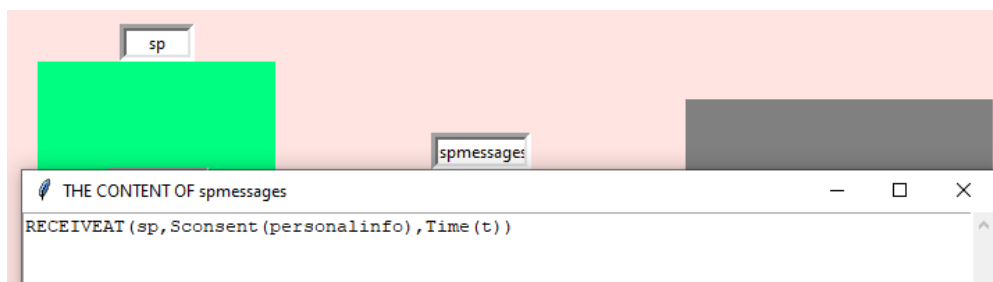 sp
spmessages
THE CONTENT OF spmessages
RECEIVEAT(sp,Sconsent(personalinfo),Time(t))